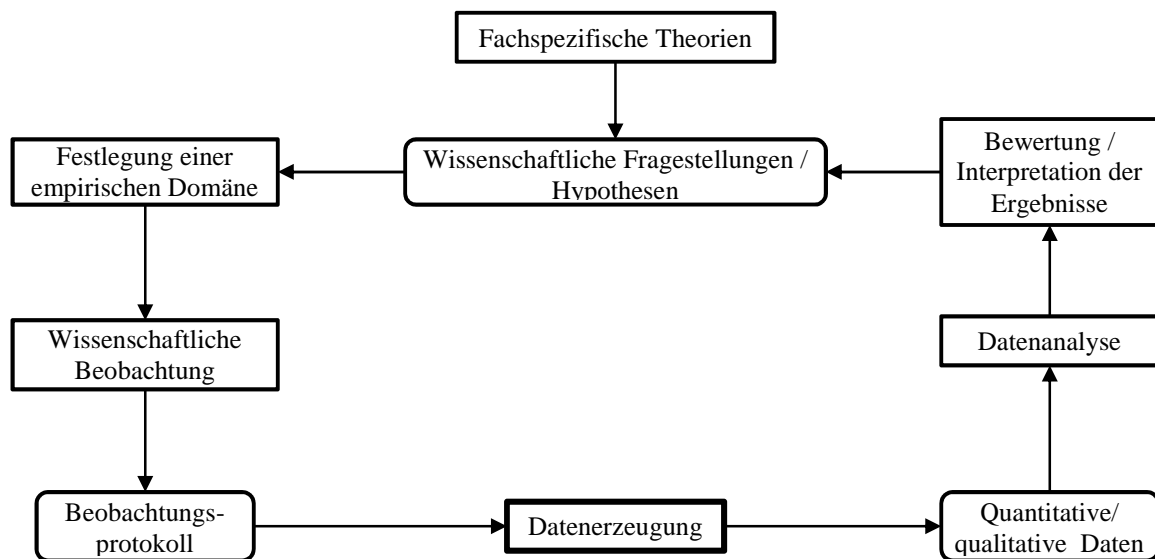 Fachspezifische Theorien
Wissenschaftliche Fragestellungen /
Hypothesen
Festlegung einer
empirischen Domäne
Bewertung /
Interpretation der
Ergebnisse
Wissenschaftliche
Beobachtung
Datenanalyse
Beobachtungs-
protokoll
Datenerzeugung
Quantitative/
qualitative Daten